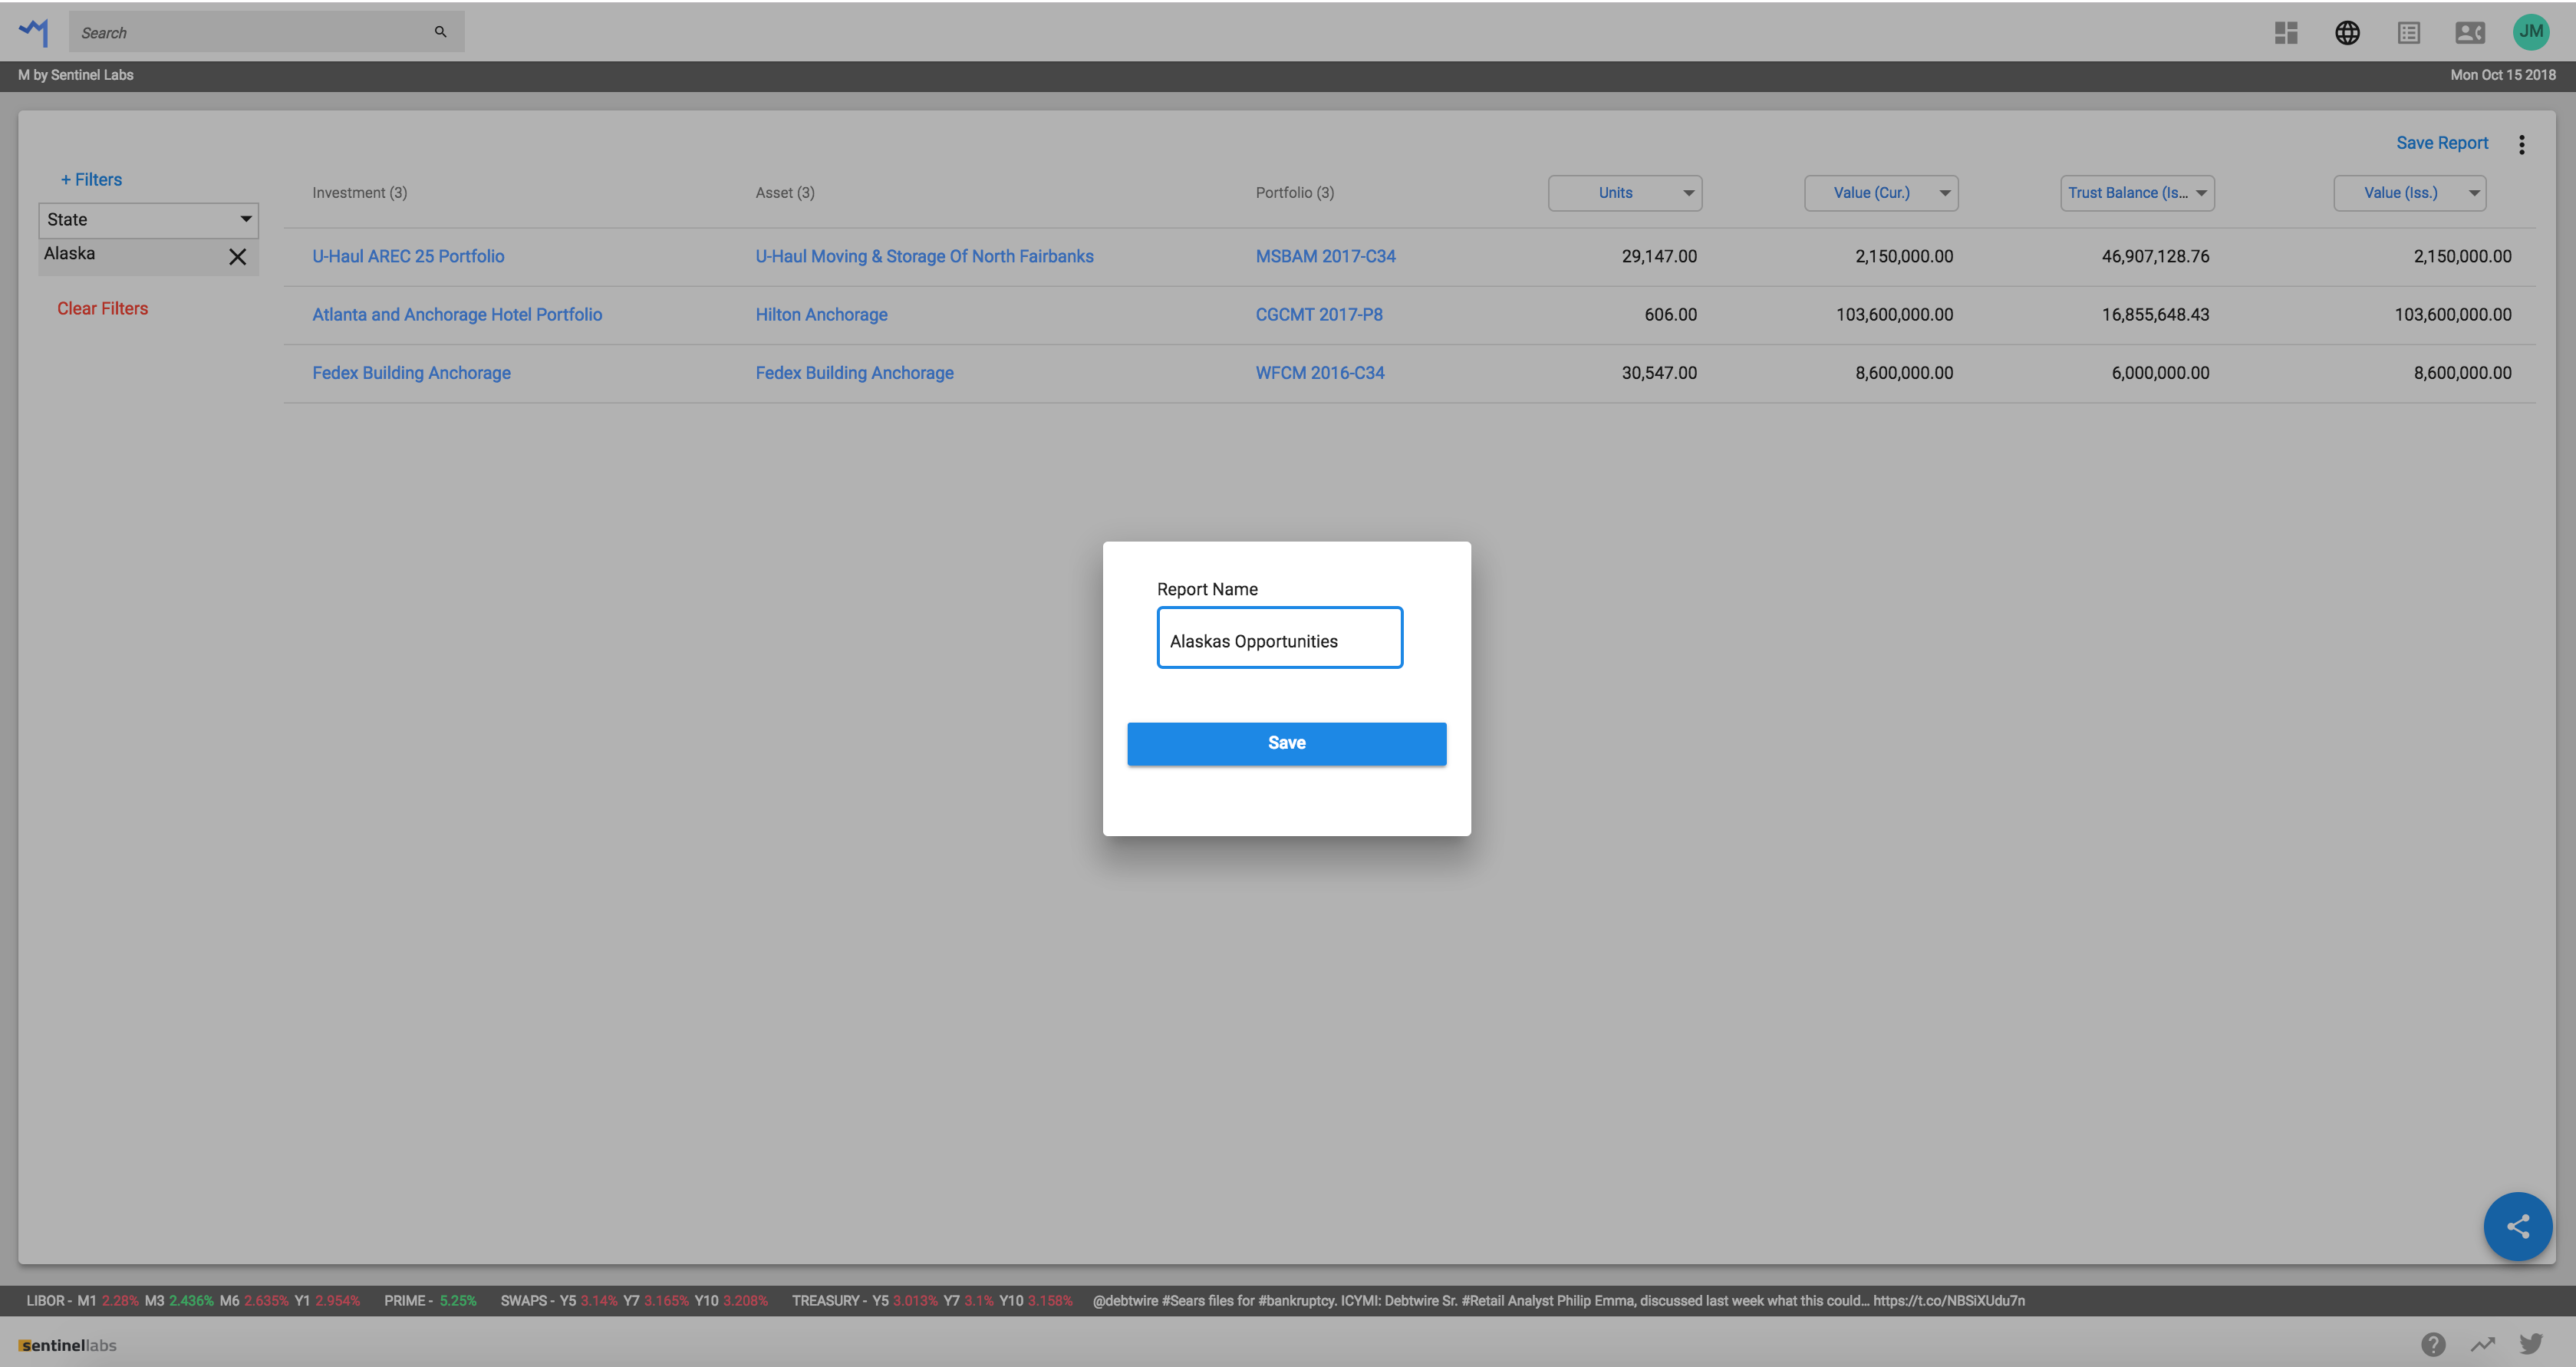 Search
JM
M by Sentinel Labs
Mon Oct 15 2018
Save Report
+ Filters
State
Alaska
Clear Filters
Investment (3) Asset (3) Portfolio (3) Units Value (Cur.) Trust Balance (Is... Value (Iss.)
U-Haul AREC 25 Portfolio U-Haul Moving & Storage Of North Fairbanks MSBAM 2017-C34 29,147.00 2,150,000.00 46,907,128.76 2,150,000.00
Atlanta and Anchorage Hotel Portfolio Hilton Anchorage CGCMT 2017-P8 606.00 103,600,000.00 16,855,648.43 103,600,000.00
Fedex Building Anchorage Fedex Building Anchorage WFCM 2016-C34 30,547.00 8,600,000.00 6,000,000.00 8,600,000.00
Report Name
Alaskas Opportunities
Save
LIBOR - M1 2.28% M3 2.436% M6 2.635% Y1 2.954% PRIME - 5.25% SWAPS - Y5 3.14% Y7 3.165% Y10 3.208% TREASURY - Y5 3.013% Y7 3.1% Y10 3.158% @debtwire #Sears files for #bankruptcy. ICYMI: Debtwire Sr. #Retail Analyst Philip Emma, discussed last week what this could... https://t.co/NBSiXUdu7n
sentinellabs